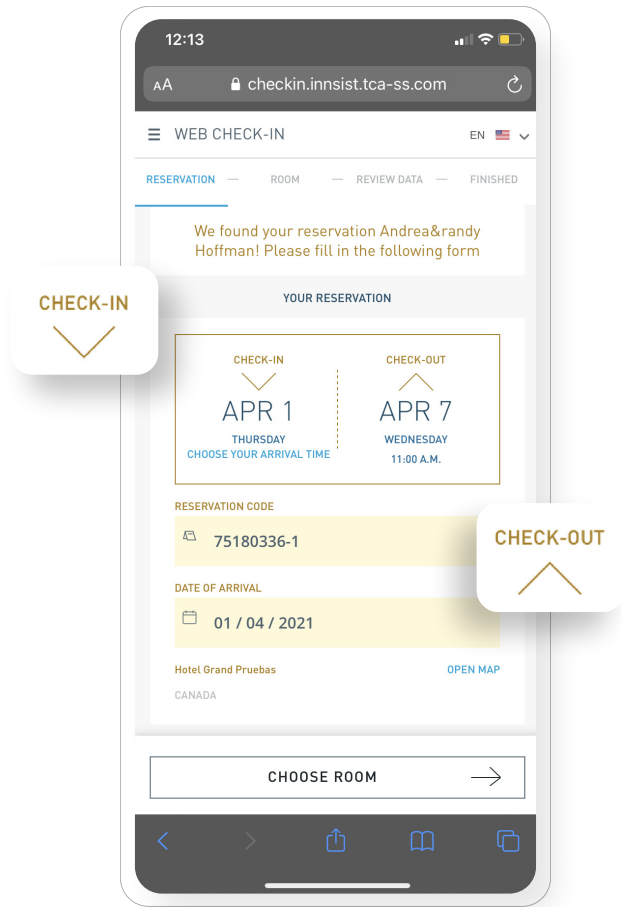 12:13
AA checkin.innsist.tca-ss.com
WEB CHECK-IN EN
RESERVATION — ROOM — REVIEW DATA — FINISHED
We found your reservation Andrea&randy
Hoffman! Please fill in the following form
CHECK-IN
YOUR RESERVATION
CHECK-IN CHECK-OUT
APR 1 APR 7
THURSDAY WEDNESDAY
CHOOSE YOUR ARRIVAL TIME 11:00 A.M.
RESERVATION CODE
75180336-1
CHECK-OUT
DATE OF ARRIVAL
01 / 04 / 2021
Hotel Grand Pruebas OPEN MAP
CANADA
CHOOSE ROOM